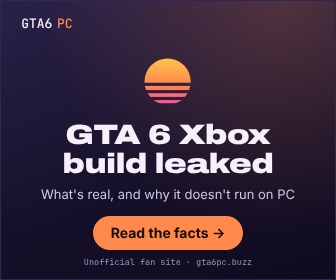 GTA6 PC
GTA 6 Xbox
build leaked
What's real, and why it doesn't run on PC
Read the facts →
Unofficial fan site · gta6pc.buzz